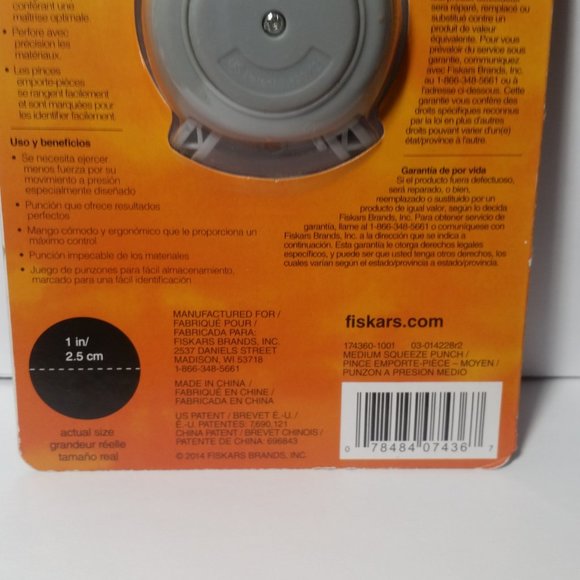 conférant une
maîtrise optimale
• Perfore avec
précision les
matériaux.
• Les pinces
emporte-pièces
se rangent facilement
et sont marquées pour
les identifier facilement.
Uso y beneficios
• Se necesita ejercer
menos fuerza por su
movimiento a presión
especialmente diseñado
• Punción que ofrece resultados
perfectos
• Mango cómodo y ergonómico que le proporciona un
máximo control
• Punción impecable de los materiales
• Juego de punzones para fácil almacenamiento,
marcado para una fácil identificación
sera réparé, remplacé ou
substitué contre un
produit de valeur
équivalente. Pour vous
prévaloir du service sous
garantie, communiquez
avec Fiskars Brands, Inc.
au 1-866-348-5661 ou à
l'adresse ci-dessous. Cette
garantie vous confère des
droits spécifiques reconnus
par la loi en plus d'autres
droits pouvant varier d'un(e)
état/province à l'autre.
Garantía de por vida
Si el producto fuera defectuoso,
será reparado, o bien,
reemplazado o sustituido por un
producto de igual valor, según lo decida
Fiskars Brands, Inc. Para obtener servicio de
garantía, llame al 1-866-348-5661 o comuníquese con
Fiskars Brands, Inc. a la dirección que se indica a
continuación. Esta garantía le otorga derechos legales
específicos, y puede ser que usted tenga otros derechos, los
cuales varían según el estado/provincia a estado/provincia.
1 in/
2.5 cm
actual size
grandeur réelle
tamaño real
MANUFACTURED FOR/
FABRIQUÉ POUR /
FABRICADA PARA:
FISKARS BRANDS, INC.
2537 DANIELS STREET
MADISON, WI 53718
1-866-348-5661
MADE IN CHINA /
FABRIQUÉ EN CHINE /
FABRICADA EN CHINA
US PATENT / BREVET É.-U. /
E.-U. PATENTES: 7,690,121
CHINA PATENT / BREVET CHINOIS /
PATENTE DE CHINA: 696843
© 2014 FISKARS BRANDS, INC.
fiskars.com
174360-1001 03-014228r2
MEDIUM SQUEEZE PUNCH /
PINCE EMPORTE-PIÈCE – MOYEN /
PUNZON A PRESION MEDIO
0 78484 07436 7